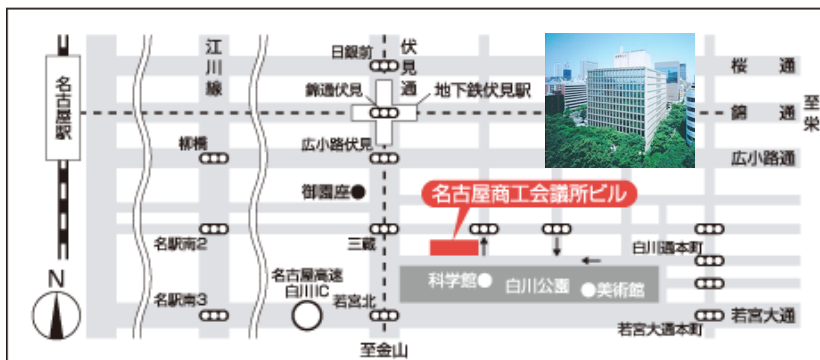 江川線
伏見通
日銀前
桜通
名古屋駅
錦通伏見
地下鉄伏見駅
錦通
至栄
柳橋
広小路伏見
広小路通
御園座
名古屋商工会議所ビル
名駅南2
三蔵
白川通本町
N
名古屋高速
白川IC
科学館
白川公園
美術館
名駅南3
若宮北
若宮大通
若宮大通本町
至金山